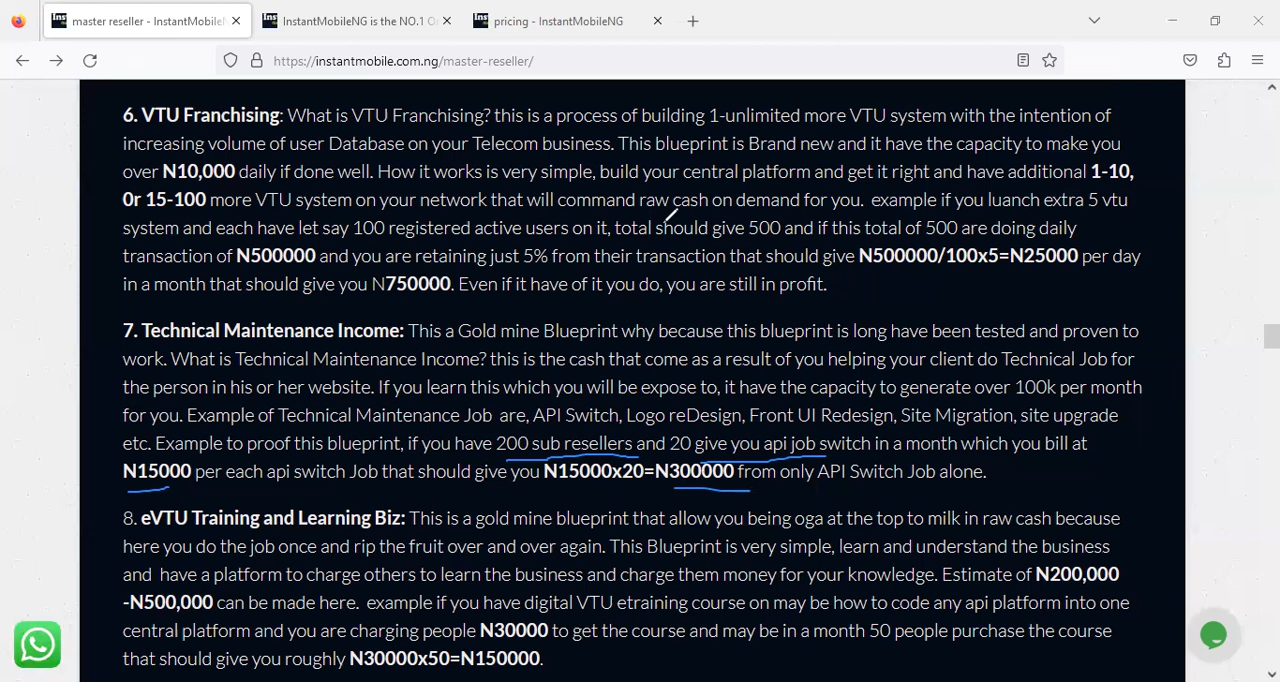 master reseller - InstantMobileN
InstantMobileNG is the NO.1 O
pricing - InstantMobileNG
https://instantmobile.com.ng/master-reseller/
6. VTU Franchising: What is VTU Franchising? this is a process of building 1-unlimited more VTU system with the intention of
increasing volume of user Database on your Telecom business. This blueprint is Brand new and it have the capacity to make you
over N10,000 daily if done well. How it works is very simple, build your central platform and get it right and have additional 1-10,
0r 15-100 more VTU system on your network that will command raw cash on demand for you. example if you luanch extra 5 vtu
system and each have let say 100 registered active users on it, total should give 500 and if this total of 500 are doing daily
transaction of N500000 and you are retaining just 5% from their transaction that should give N500000/100x5=N25000 per day
in a month that should give you N750000. Even if it have of it you do, you are still in profit.
7. Technical Maintenance Income: This a Gold mine Blueprint why because this blueprint is long have been tested and proven to
work. What is Technical Maintenance Income? this is the cash that come as a result of you helping your client do Technical Job for
the person in his or her website. If you learn this which you will be expose to, it have the capacity to generate over 100k per month
for you. Example of Technical Maintenance Job are, API Switch, Logo reDesign, Front UI Redesign, Site Migration, site upgrade
etc. Example to proof this blueprint, if you have 200 sub resellers and 20 give you api job switch in a month which you bill at
N15000 per each api switch Job that should give you N15000x20=N300000 from only API Switch Job alone.
8. eVTU Training and Learning Biz: This is a gold mine blueprint that allow you being oga at the top to milk in raw cash because
here you do the job once and rip the fruit over and over again. This Blueprint is very simple, learn and understand the business
and have a platform to charge others to learn the business and charge them money for your knowledge. Estimate of N200,000
-N500,000 can be made here. example if you have digital VTU etraining course on may be how to code any api platform into one
central platform and you are charging people N30000 to get the course and may be in a month 50 people purchase the course
that should give you roughly N30000x50=N150000.